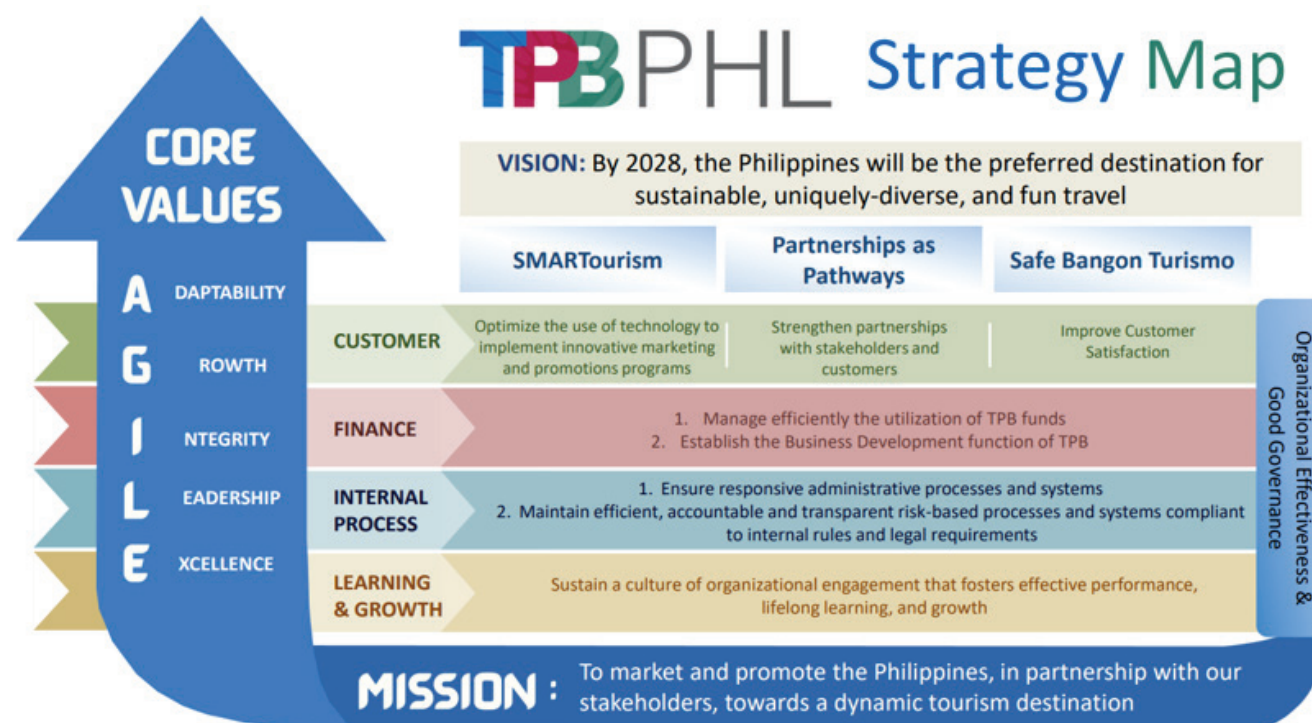 TPBPHL Strategy Map
CORE
VALUES
ADAPTABILITY
GROWTH
INTEGRITY
LEADERSHIP
EXCELLENCE
VISION: By 2028, the Philippines will be the preferred destination for
sustainable, uniquely-diverse, and fun travel
SMARTourism
Partnerships as
Pathways
Safe Bangon Turismo
CUSTOMER
Optimize the use of technology to
implement innovative marketing
and promotions programs
Strengthen partnerships
with stakeholders and
customers
Improve Customer
Satisfaction
FINANCE
1. Manage efficiently the utilization of TPB funds
2. Establish the Business Development function of TPB
INTERNAL
PROCESS
1. Ensure responsive administrative processes and systems
2. Maintain efficient, accountable and transparent risk-based processes and systems compliant
to internal rules and legal requirements
LEARNING
& GROWTH
Sustain a culture of organizational engagement that fosters effective performance,
lifelong learning, and growth
Organizational Effectiveness &
Good Governance
MISSION : To market and promote the Philippines, in partnership with our
stakeholders, towards a dynamic tourism destination